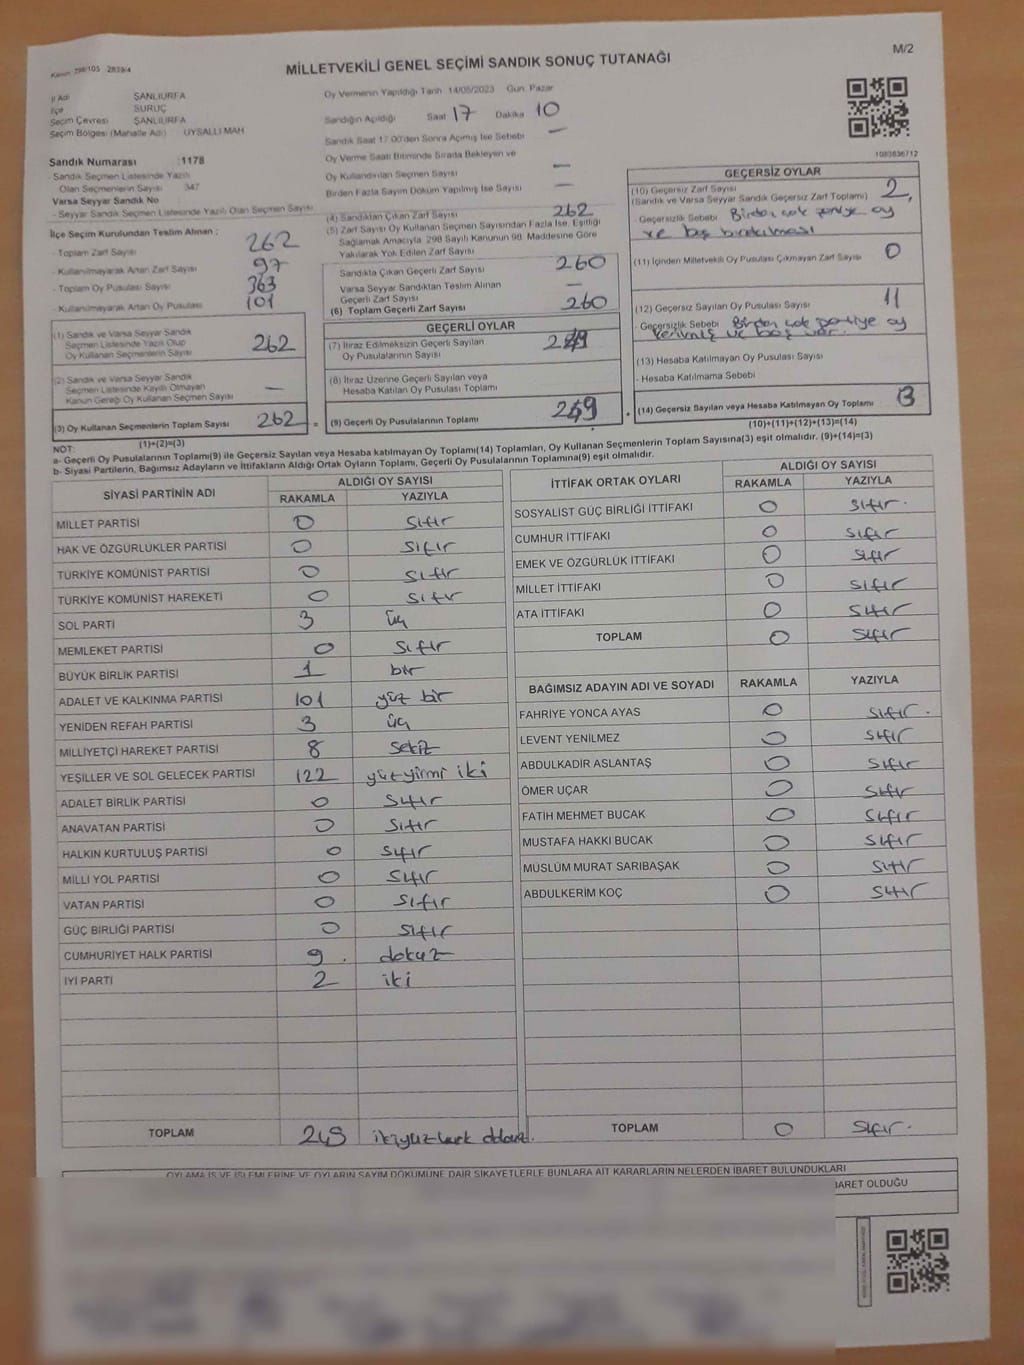 Kanun: 298/105 2839/4
MİLLETVEKİLİ GENEL SEÇİMİ SANDIK SONUÇ TUTANAĞI
M/2
İl Adı ŞANLIURFA
İlçe SURUÇ
Seçim Çevresi ŞANLIURFA
Seçim Bölgesi (Mahalle Adı) UYSALLI MAH
Sandık Numarası :1178
- Sandık Seçmen Listesinde Yazılı
Olan Seçmenlerin Sayısı 347
Varsa Seyyar Sandık No
- Seyyar Sandık Seçmen Listesinde Yazılı Olan Seçmen Sayısı
İlçe Seçim Kurulundan Teslim Alınan ;
- Toplam Zarf Sayısı 262
- Kullanılmayarak Artan Zarf Sayısı 97
- Toplam Oy Pusulası Sayısı 363
- Kullanılmayarak Artan Oy Pusulası 101
(1) Sandık ve Varsa Seyyar Sandık
Seçmen Listesinde Yazılı Olup
Oy Kullanan Seçmenlerin Sayısı 262
(2) Sandık ve Varsa Seyyar Sandık
Seçmen Listesinde Kayıtlı Olmayan
Kanun Gereği Oy Kullanan Seçmen Sayısı —
(3) Oy Kullanan Seçmenlerin Toplam Sayısı 262 =
(1)+(2)=(3)
Oy Vermenin Yapıldığı Tarih 14/05/2023 Gün: Pazar
Sandığın Açıldığı Saat 17 Dakika 10
Sandık Saat 17.00'den Sonra Açılmış İse Sebebi —
Oy Verme Saati Bitiminde Sırada Bekleyen ve
Oy Kullandırılan Seçmen Sayısı —
Birden Fazla Sayım Döküm Yapılmış İse Sayısı —
(4) Sandıktan Çıkan Zarf Sayısı 262
(5) Zarf Sayısı Oy Kullanan Seçmen Sayısından Fazla İse, Eşitliği
Sağlamak Amacıyla, 298 Sayılı Kanunun 98. Maddesine Göre
Yakılarak Yok Edilen Zarf Sayısı
Sandıkta Çıkan Geçerli Zarf Sayısı 260
Varsa Seyyar Sandıktan Teslim Alınan
Geçerli Zarf Sayısı —
(6) Toplam Geçerli Zarf Sayısı 260
GEÇERLİ OYLAR
(7) İtiraz Edilmeksizin Geçerli Sayılan
Oy Pusulalarının Sayısı 249
(8) İtiraz Üzerine Geçerli Sayılan veya
Hesaba Katılan Oy Pusulası Sayısı
(9) Geçerli Oy Pusulalarının Toplamı 249 +
1083836712
GEÇERSİZ OYLAR
(10) Geçersiz Zarf Sayısı 2
(Sandık ve Varsa Seyyar Sandık Geçersiz Zarf Toplamı)
- Geçersizlik Sebebi Birden çok partiye oy
ve boş bırakılması
(11) İçinden Milletvekili Oy Pusulası Çıkmayan Zarf Sayısı 0
(12) Geçersiz Sayılan Oy Pusulası Sayısı 11
- Geçersizlik Sebebi Birden çok partiye oy
verilmiş ve boş var.
(13) Hesaba Katılmayan Oy Pusulası Sayısı
- Hesaba Katılmama Sebebi
(14) Geçersiz Sayılan veya Hesaba Katılmayan Oy Toplamı 13
(10)+(11)+(12)+(13)=(14)
NOT:
a- Geçerli Oy Pusulalarının Toplamı(9) ile Geçersiz Sayılan veya Hesaba katılmayan Oy Toplamı(14) Toplamları, Oy Kullanan Seçmenlerin Toplam Sayısına(3) eşit olmalıdır. (9)+(14)=(3)
b- Siyasi Partilerin, Bağımsız Adayların ve İttifakların Aldığı Ortak Oyların Toplamı, Geçerli Oy Pusulalarının Toplamına(9) eşit olmalıdır.
SİYASİ PARTİNİN ADI ALDIĞI OY SAYISI
RAKAMLA YAZIYLA
MİLLET PARTİSİ 0 sıfır
HAK VE ÖZGÜRLÜKLER PARTİSİ 0 sıfır
TÜRKİYE KOMÜNİST PARTİSİ 0 sıfır
TÜRKİYE KOMÜNİST HAREKETİ 0 sıfır
SOL PARTİ 3 üç
MEMLEKET PARTİSİ 0 sıfır
BÜYÜK BİRLİK PARTİSİ 1 bir
ADALET VE KALKINMA PARTİSİ 101 yüz bir
YENİDEN REFAH PARTİSİ 3 üç
MİLLİYETÇİ HAREKET PARTİSİ 8 sekiz
YEŞİLLER VE SOL GELECEK PARTİSİ 122 yüzyirmi iki
ADALET BİRLİK PARTİSİ 0 sıfır
ANAVATAN PARTİSİ 0 sıfır
HALKIN KURTULUŞ PARTİSİ 0 sıfır
MİLLİ YOL PARTİSİ 0 sıfır
VATAN PARTİSİ 0 sıfır
GÜÇ BİRLİĞİ PARTİSİ 0 sıfır
CUMHURİYET HALK PARTİSİ 9 dokuz
İYİ PARTİ 2 iki
TOPLAM 249
İTTİFAK ORTAK OYLARI ALDIĞI OY SAYISI
RAKAMLA YAZIYLA
SOSYALİST GÜÇ BİRLİĞİ İTTİFAKI 0 sıfır.
CUMHUR İTTİFAKI 0 sıfır
EMEK VE ÖZGÜRLÜK İTTİFAKI 0 sıfır
MİLLET İTTİFAKI 0 sıfır
ATA İTTİFAKI 0 sıfır
TOPLAM 0 sıfır
BAĞIMSIZ ADAYIN ADI VE SOYADI RAKAMLA YAZIYLA
FAHRİYE YONCA AYAS 0 sıfır.
LEVENT YENİLMEZ 0 sıfır
ABDULKADİR ASLANTAŞ 0 sıfır
ÖMER UÇAR 0 sıfır
FATİH MEHMET BUCAK 0 sıfır
MUSTAFA HAKKI BUCAK 0 sıfır
MÜSLÜM MURAT SARIBAŞAK 0 sıfır
ABDULKERİM KOÇ 0 sıfır
TOPLAM 0 sıfır.
OYLAMA İŞ VE İŞLEMLERİNE VE OYLARIN SAYIM DÖKÜMÜNE DAİR ŞİKAYETLERLE BUNLARA AİT KARARLARIN NELERDEN İBARET BULUNDUKLARI
İBARET OLDUĞU